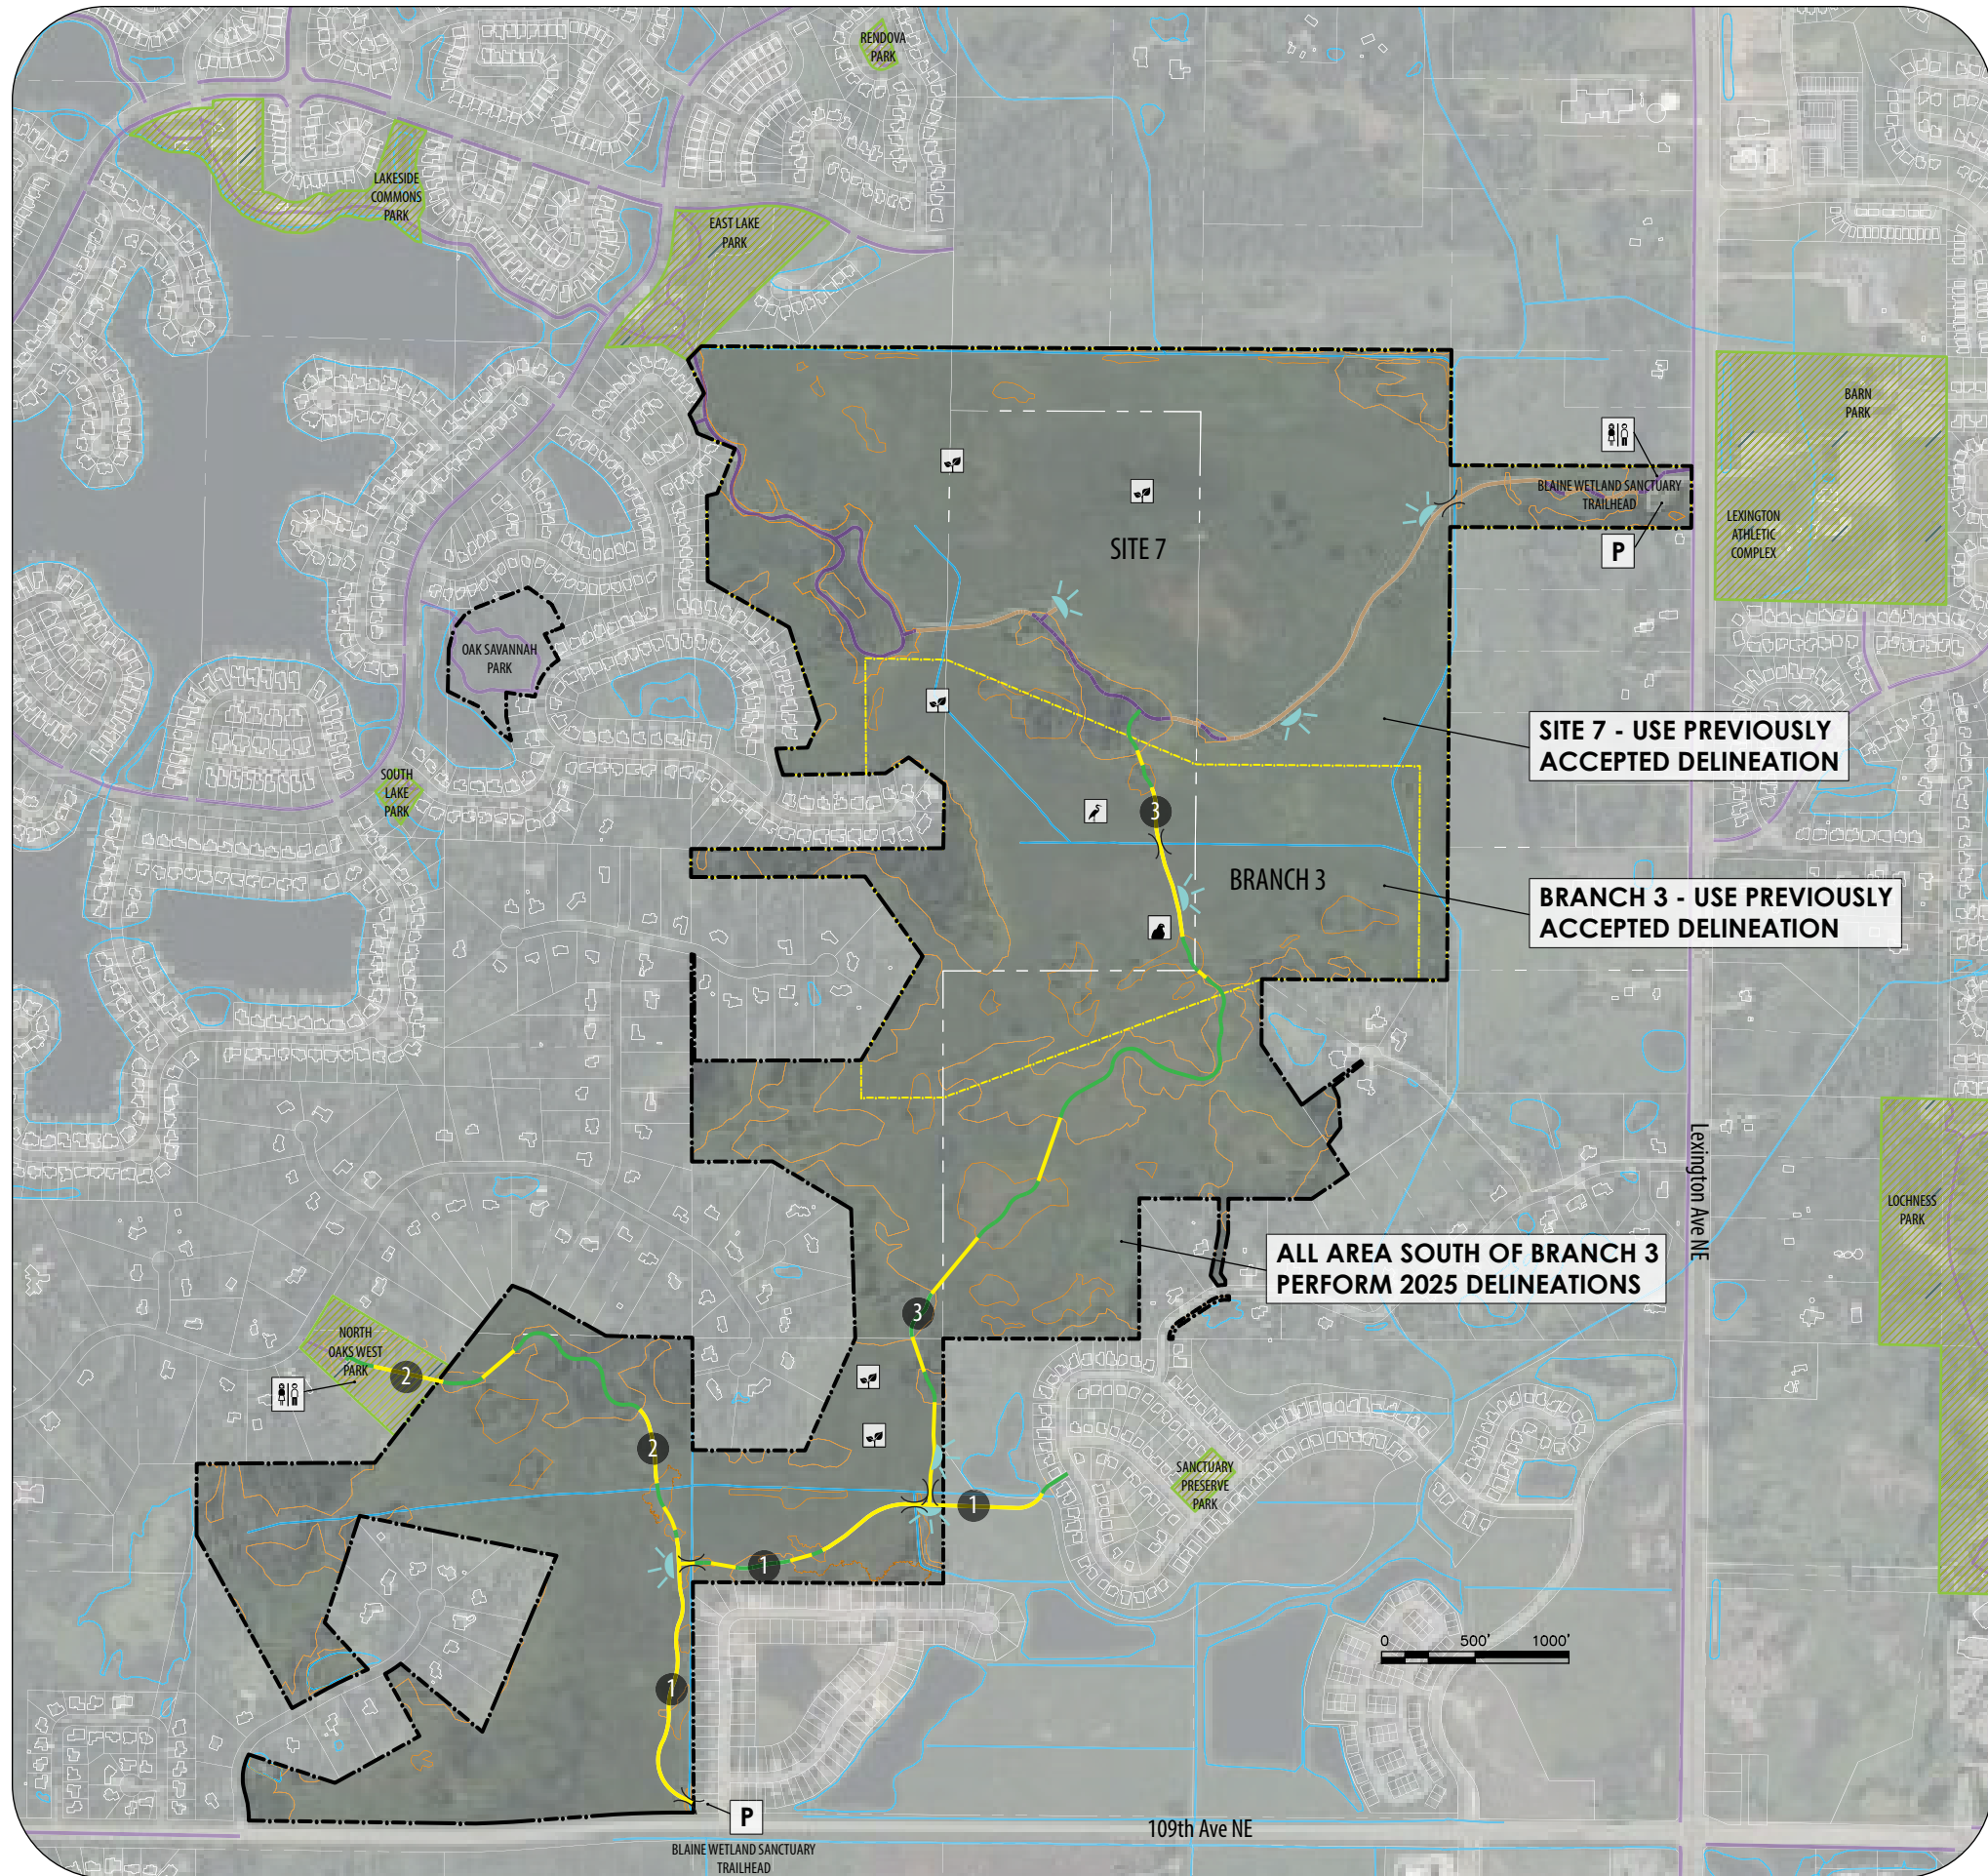 RENDOVA
PARK
LAKESIDE
COMMONS
PARK
EAST LAKE
PARK
BARN
PARK
BLAINE WETLAND SANCTUARY
TRAILHEAD
LEXINGTON
ATHLETIC
COMPLEX
P
SITE 7
OAK SAVANNAH
PARK
SITE 7 - USE PREVIOUSLY
ACCEPTED DELINEATION
SOUTH
LAKE
PARK
3
BRANCH 3
BRANCH 3 - USE PREVIOUSLY
ACCEPTED DELINEATION
Lexington Ave NE
LOCHNESS
PARK
ALL AREA SOUTH OF BRANCH 3
PERFORM 2025 DELINEATIONS
3
NORTH
OAKS WEST
PARK
2
2
SANCTUARY
PRESERVE
PARK
1
1
0 500' 1000'
1
P
109th Ave NE
BLAINE WETLAND SANCTUARY
TRAILHEAD